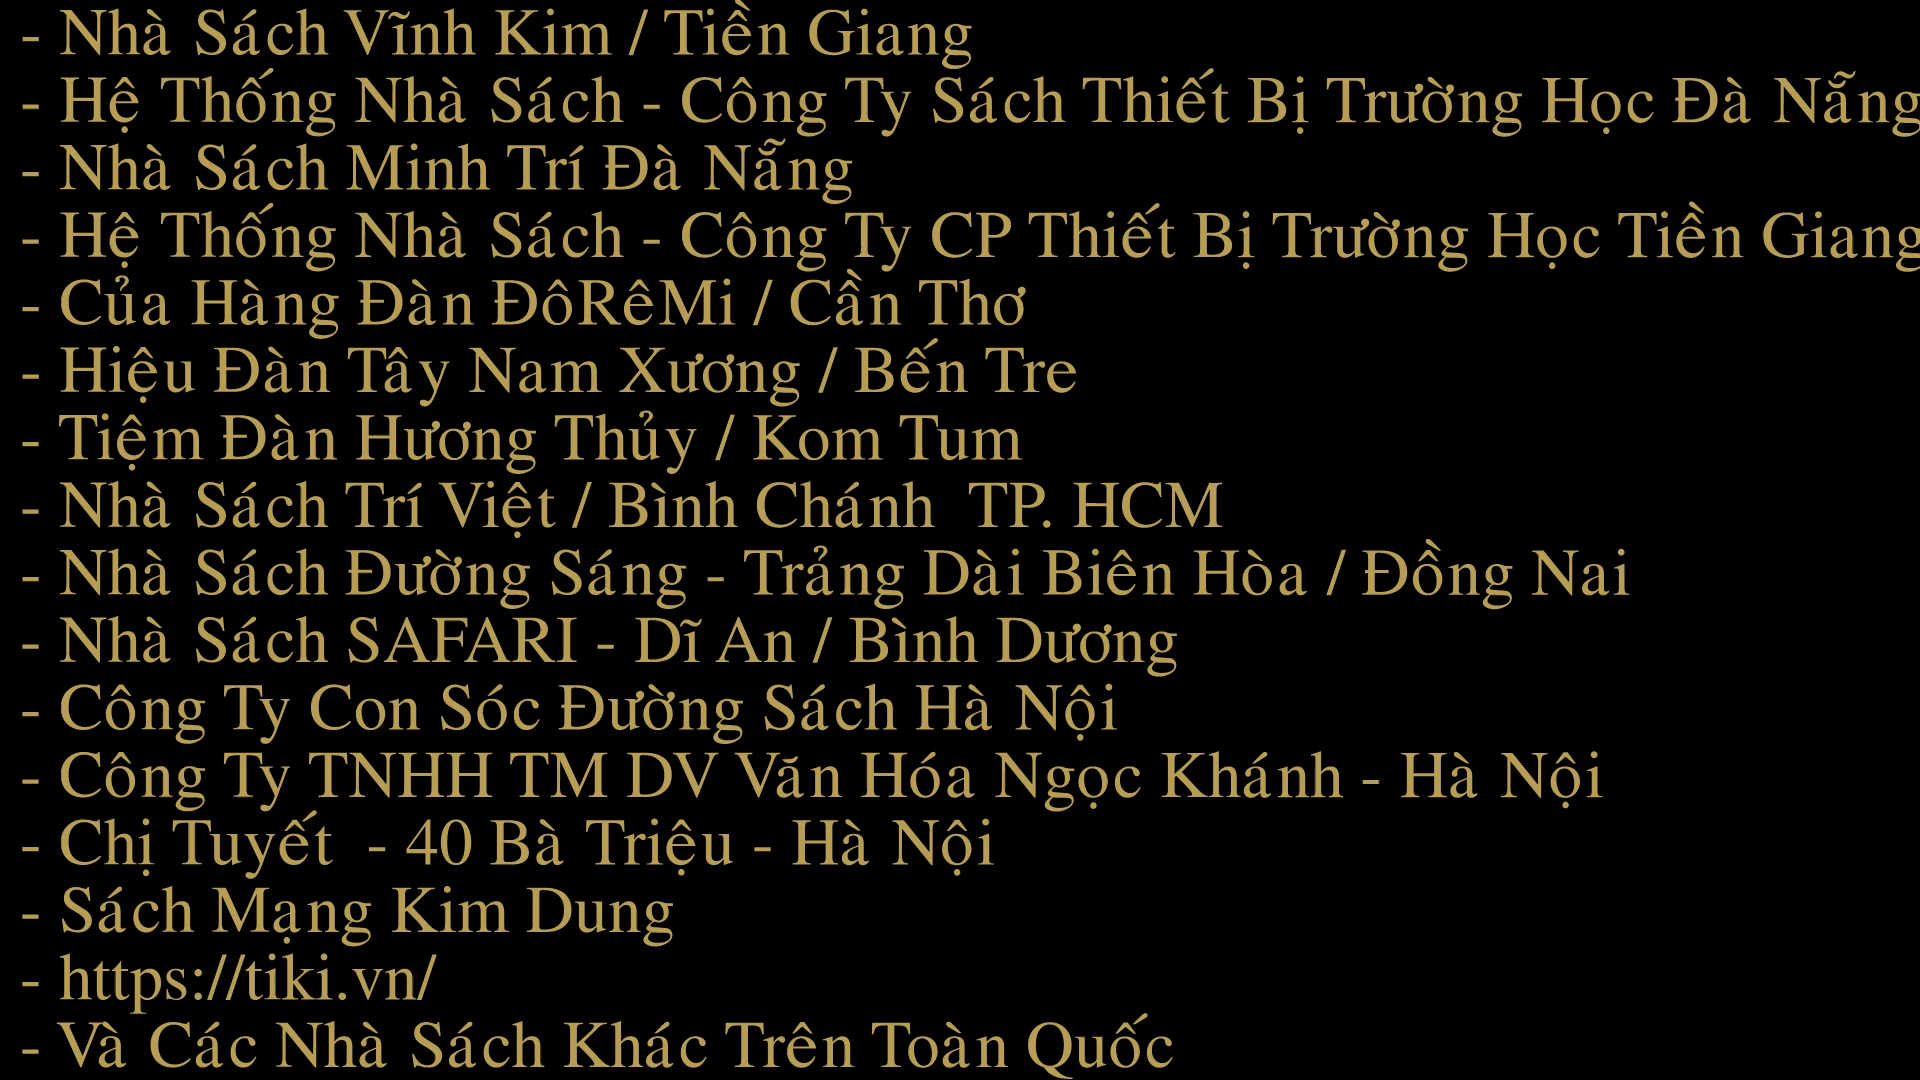 - Nhà Sách Vĩnh Kim / Tiền Giang
- Hệ Thống Nhà Sách - Công Ty Sách Thiết Bị Trường Học Đà Nẵng
- Nhà Sách Minh Trí Đà Nẵng
- Hệ Thống Nhà Sách - Công Ty CP Thiết Bị Trường Học Tiền Giang
- Của Hàng Đàn ĐôRêMi / Cần Thơ
- Hiệu Đàn Tây Nam Xương / Bến Tre
- Tiệm Đàn Hương Thủy / Kom Tum
- Nhà Sách Trí Việt / Bình Chánh  TP. HCM
- Nhà Sách Đường Sáng - Trảng Dài Biên Hòa / Đồng Nai
- Nhà Sách SAFARI - Dĩ An / Bình Dương
- Công Ty Con Sóc Đường Sách Hà Nội
- Công Ty TNHH TM DV Văn Hóa Ngọc Khánh - Hà Nội
- Chị Tuyết  - 40 Bà Triệu - Hà Nội
- Sách Mạng Kim Dung
- https://tiki.vn/
- Và Các Nhà Sách Khác Trên Toàn Quốc